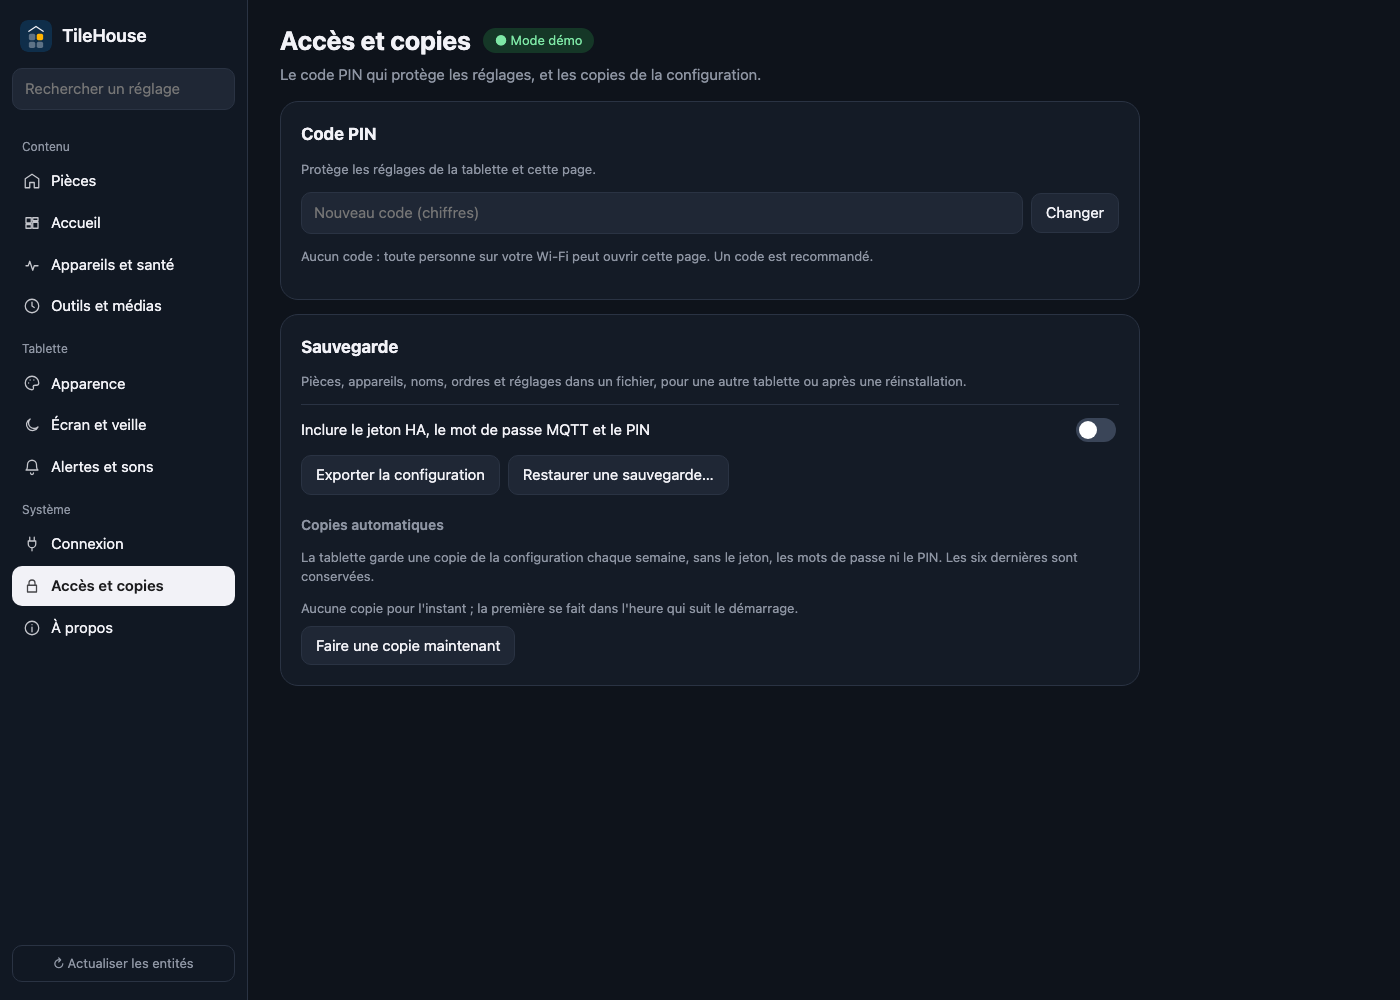 TileHouse
Rechercher un réglage
Contenu
Pièces
Accueil
Appareils et santé
Outils et médias
Tablette
Apparence
Écran et veille
Alertes et sons
Système
Connexion
Accès et copies
À propos
↻ Actualiser les entités
Accès et copies
Mode démo
Le code PIN qui protège les réglages, et les copies de la configuration.
Code PIN
Protège les réglages de la tablette et cette page.
Nouveau code (chiffres)
Changer
Aucun code : toute personne sur votre Wi-Fi peut ouvrir cette page. Un code est recommandé.
Sauvegarde
Pièces, appareils, noms, ordres et réglages dans un fichier, pour une autre tablette ou après une réinstallation.
Inclure le jeton HA, le mot de passe MQTT et le PIN
Exporter la configuration
Restaurer une sauvegarde...
Copies automatiques
La tablette garde une copie de la configuration chaque semaine, sans le jeton, les mots de passe ni le PIN. Les six dernières sont
conservées.
Aucune copie pour l'instant ; la première se fait dans l'heure qui suit le démarrage.
Faire une copie maintenant